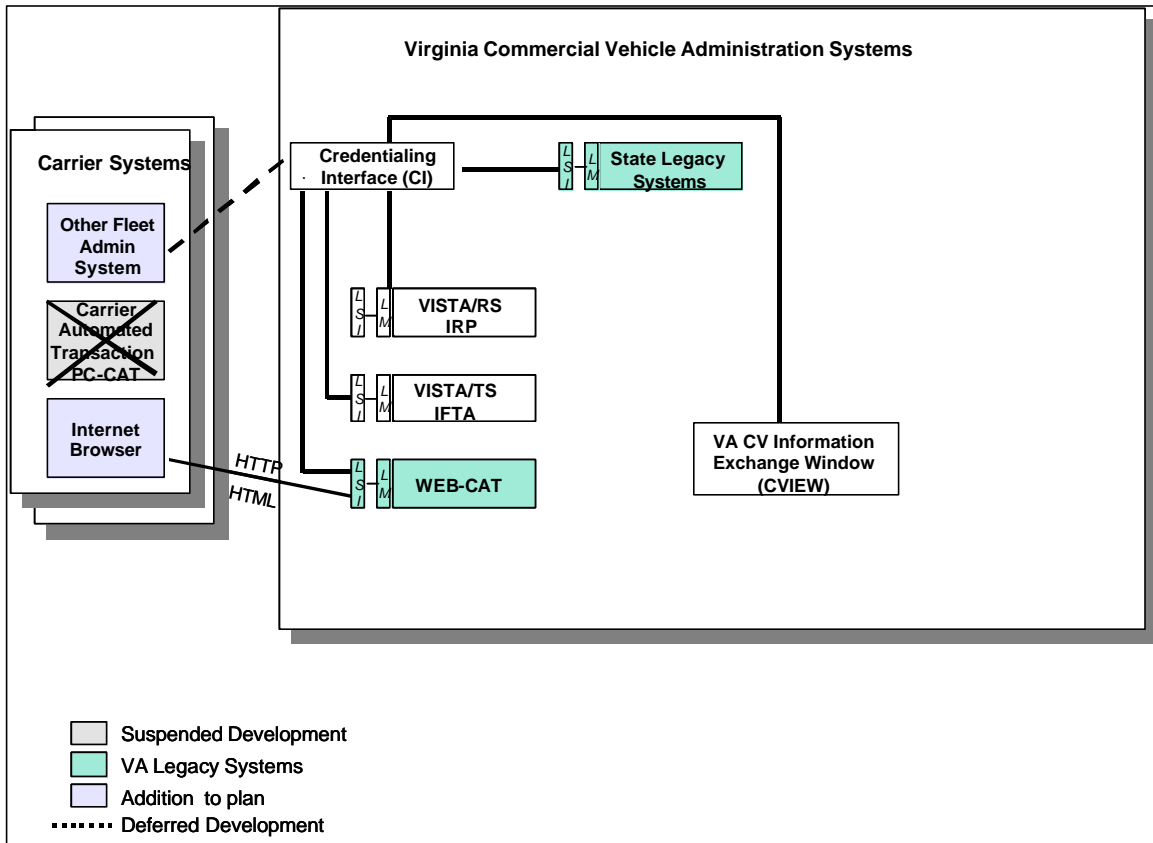 Virginia Commercial Vehicle Administration Systems
Carrier Systems
Other Fleet
Admin
System
Carrier
Automated
Transaction
PC-CAT
Internet
Browser
HTTP
HTML
Credentialing
Interface (CI)
.
L
S
I
L
M
State Legacy
Systems
L
S
I
L
M
VISTA/RS
IRP
L
S
I
L
M
VISTA/TS
IFTA
L
S
I
L
M
WEB-CAT
VA CV Information
Exchange Window
(CVIEW)
Suspended Development
VA Legacy Systems
Addition to plan
Deferred Development